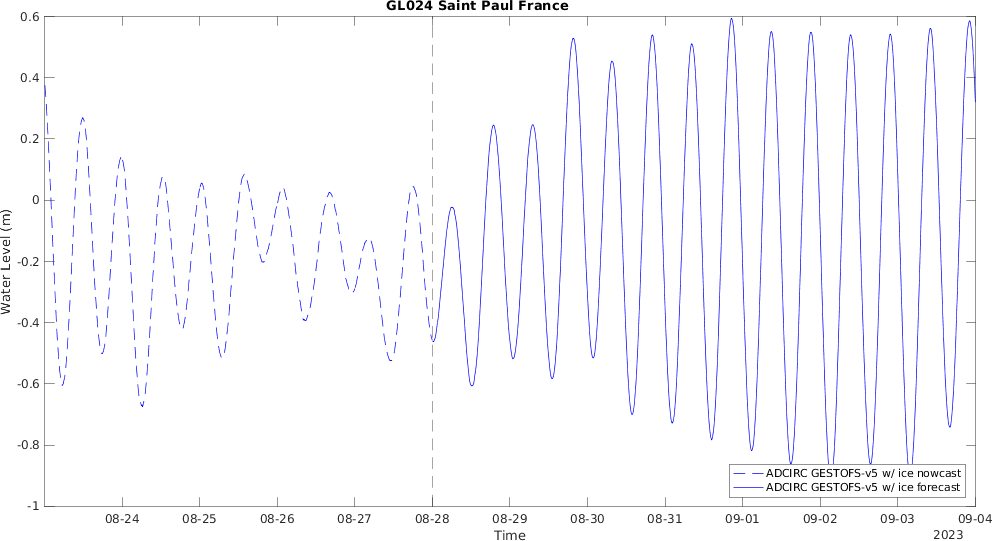 GL024 Saint Paul France
Water Level (m)
0.6
0.4
0.2
0
-0.2
-0.4
-0.6
-0.8
-1
ADCIRC GESTOFS-v5 w/ ice nowcast
ADCIRC GESTOFS-v5 w/ ice forecast
08-24 08-25 08-26 08-27 08-28 08-29 08-30 08-31 09-01 09-02 09-03 09-04
Time
2023